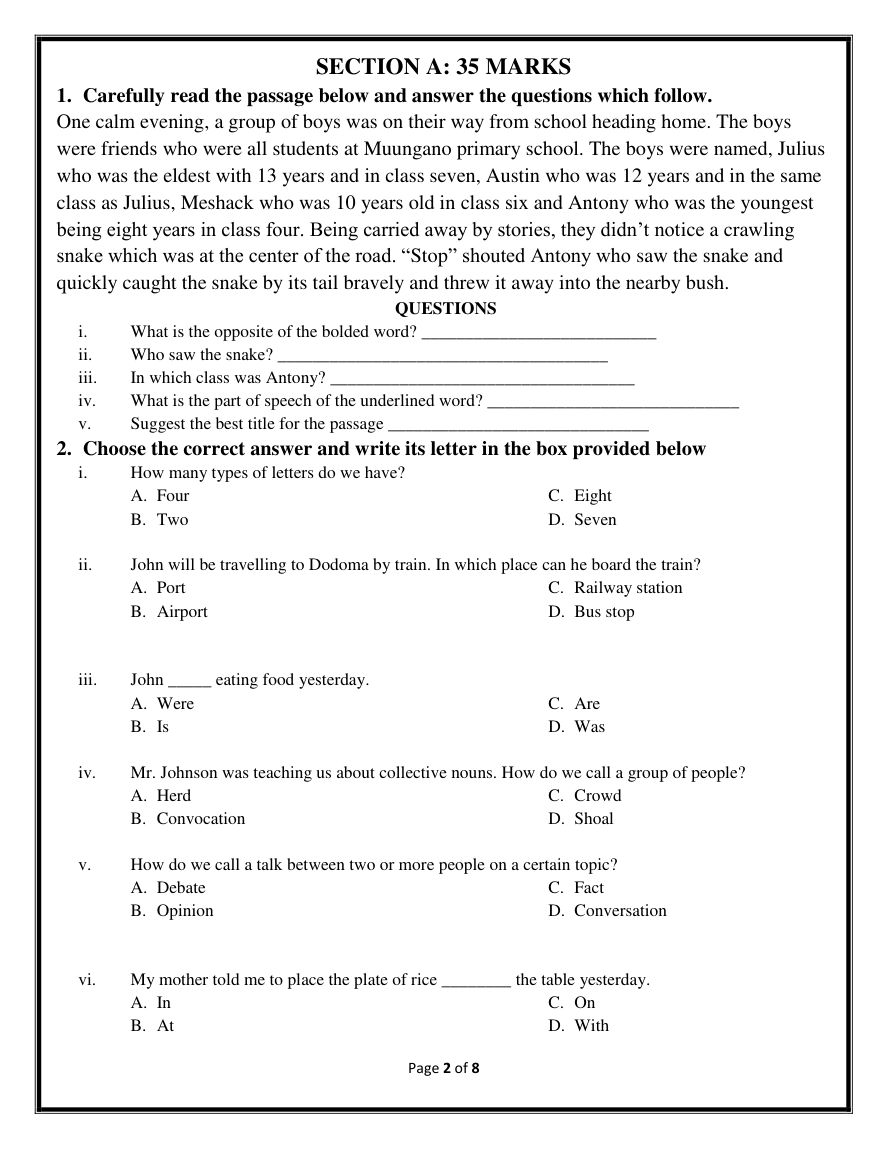 SECTION A: 35 MARKS
1. Carefully read the passage below and answer the questions which follow.
One calm evening, a group of boys was on their way from school heading home. The boys
were friends who were all students at Muungano primary school. The boys were named, Julius
who was the eldest with 13 years and in class seven, Austin who was 12 years and in the same
class as Julius, Meshack who was 10 years old in class six and Antony who was the youngest
being eight years in class four. Being carried away by stories, they didn’t notice a crawling
snake which was at the center of the road. “Stop” shouted Antony who saw the snake and
quickly caught the snake by its tail bravely and threw it away into the nearby bush.
QUESTIONS
i. What is the opposite of the bolded word? ___________________________
ii. Who saw the snake? ______________________________________
iii. In which class was Antony? ___________________________________
iv. What is the part of speech of the underlined word? _____________________________
v. Suggest the best title for the passage ______________________________
2. Choose the correct answer and write its letter in the box provided below
i. How many types of letters do we have?
A. Four C. Eight
B. Two D. Seven
ii. John will be travelling to Dodoma by train. In which place can he board the train?
A. Port C. Railway station
B. Airport D. Bus stop
iii. John _____ eating food yesterday.
A. Were C. Are
B. Is D. Was
iv. Mr. Johnson was teaching us about collective nouns. How do we call a group of people?
A. Herd C. Crowd
B. Convocation D. Shoal
v. How do we call a talk between two or more people on a certain topic?
A. Debate C. Fact
B. Opinion D. Conversation
vi. My mother told me to place the plate of rice ________ the table yesterday.
A. In C. On
B. At D. With
Page 2 of 8